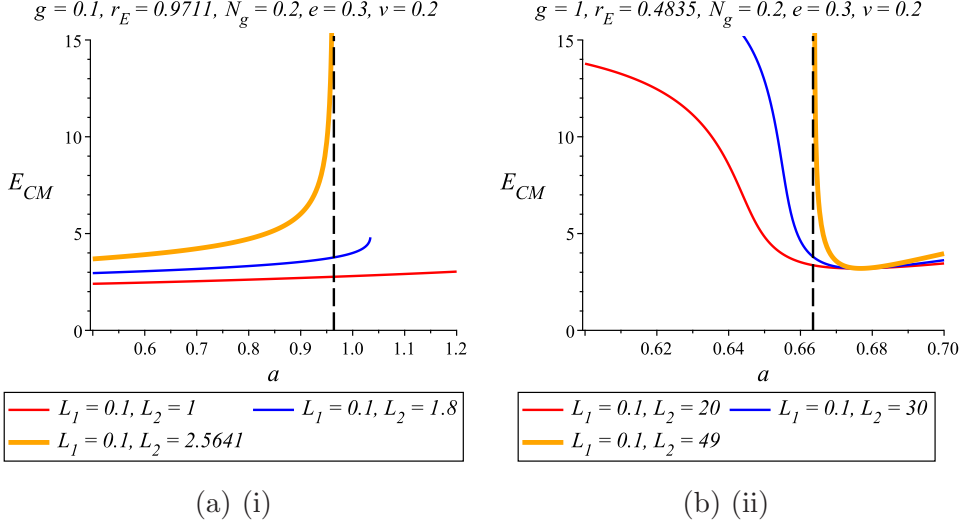 g = 0.1, r_E = 0.9711, N_g = 0.2, e = 0.3, v = 0.2
15
10
E_CM
5
0
0.6 0.7 0.8 0.9 1.0 1.1 1.2
a
L_1 = 0.1, L_2 = 1 L_1 = 0.1, L_2 = 1.8
L_1 = 0.1, L_2 = 2.5641
(a) (i)
g = 1, r_E = 0.4835, N_g = 0.2, e = 0.3, v = 0.2
15
10
E_CM
5
0
0.62 0.64 0.66 0.68 0.70
a
L_1 = 0.1, L_2 = 20 L_1 = 0.1, L_2 = 30
L_1 = 0.1, L_2 = 49
(b) (ii)